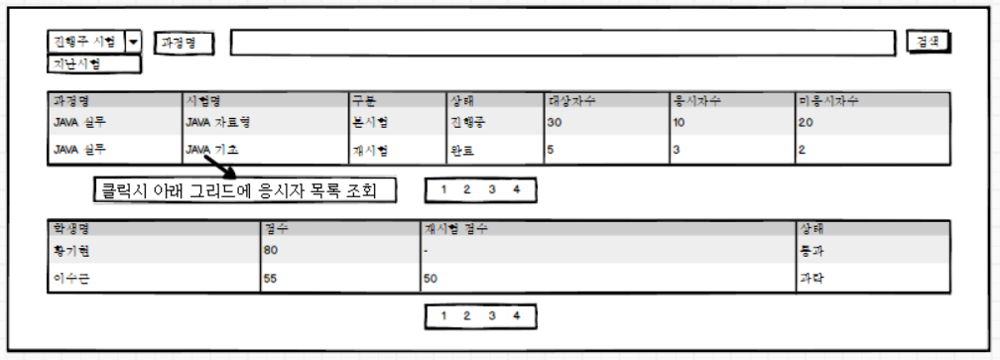 진행주 시험 과정명 검색
지난시험
과정명 시험명 구분 상태 대상자수 응시자수 미응시자수
JAVA 실무 JAVA 자료형 본시험 진행중 30 10 20
JAVA 실무 JAVA 기초 재시험 완료 5 3 2
클릭시 아래 그리드에 응시자 목록 조회
1 2 3 4
학생명 점수 재시험 점수 상태
황기현 80 - 통과
이수근 55 50 과락
1 2 3 4